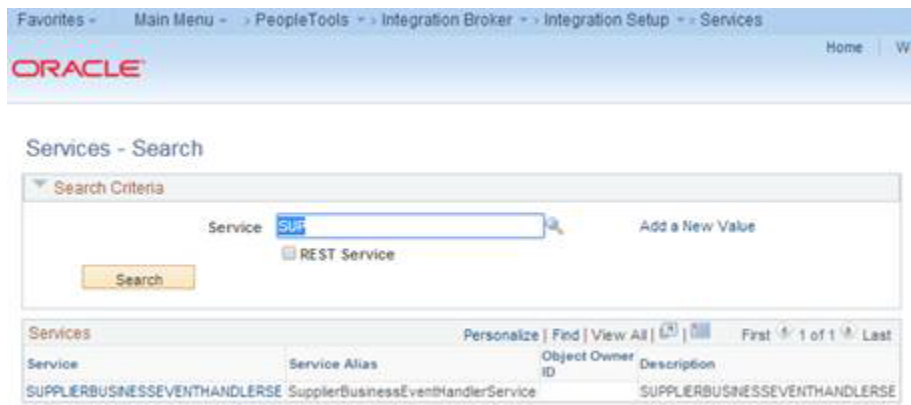 Favorites Main Menu > PeopleTools > Integration Broker > Integration Setup > Services
Home W
ORACLE
Services - Search
Search Criteria
Service SUP Add a New Value
REST Service
Search
Services Personalize | Find | View All | | First 1 of 1 Last
Service Service Alias Object Owner ID Description
SUPPLIERBUSINESSEVENTHANDLERSE SupplierBusinessEventHandlerService SUPPLIERBUSINESSEVENTHANDLERSE